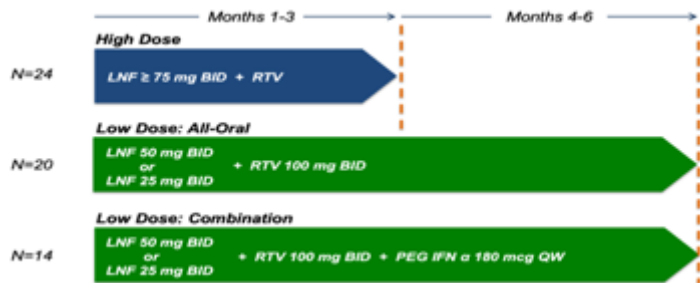 Months 1-3
Months 4-6
High Dose
N=24
LNF ≥ 75 mg BID + RTV
Low Dose: All-Oral
LNF 50 mg BID
or
N=20
+ RTV 100 mg BID
LNF 25 mg BID
Low Dose: Combination
LNF 50 mg BID
or
N=14
+ RTV 100 mg BID + PEG IFN α 180 mcg QW
LNF 25 mg BID